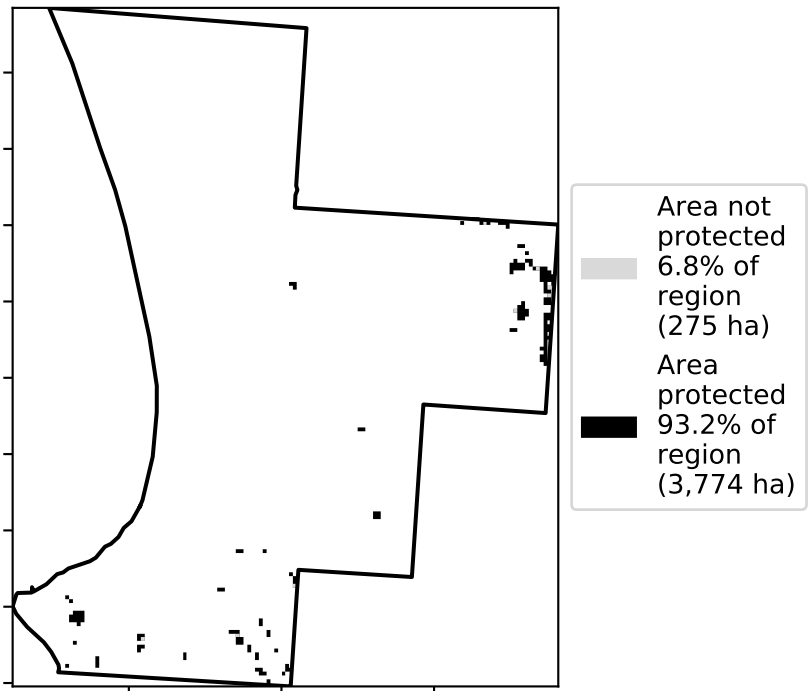 Area not
protected
6.8% of
region
(275 ha)
Area
protected
93.2% of
region
(3,774 ha)